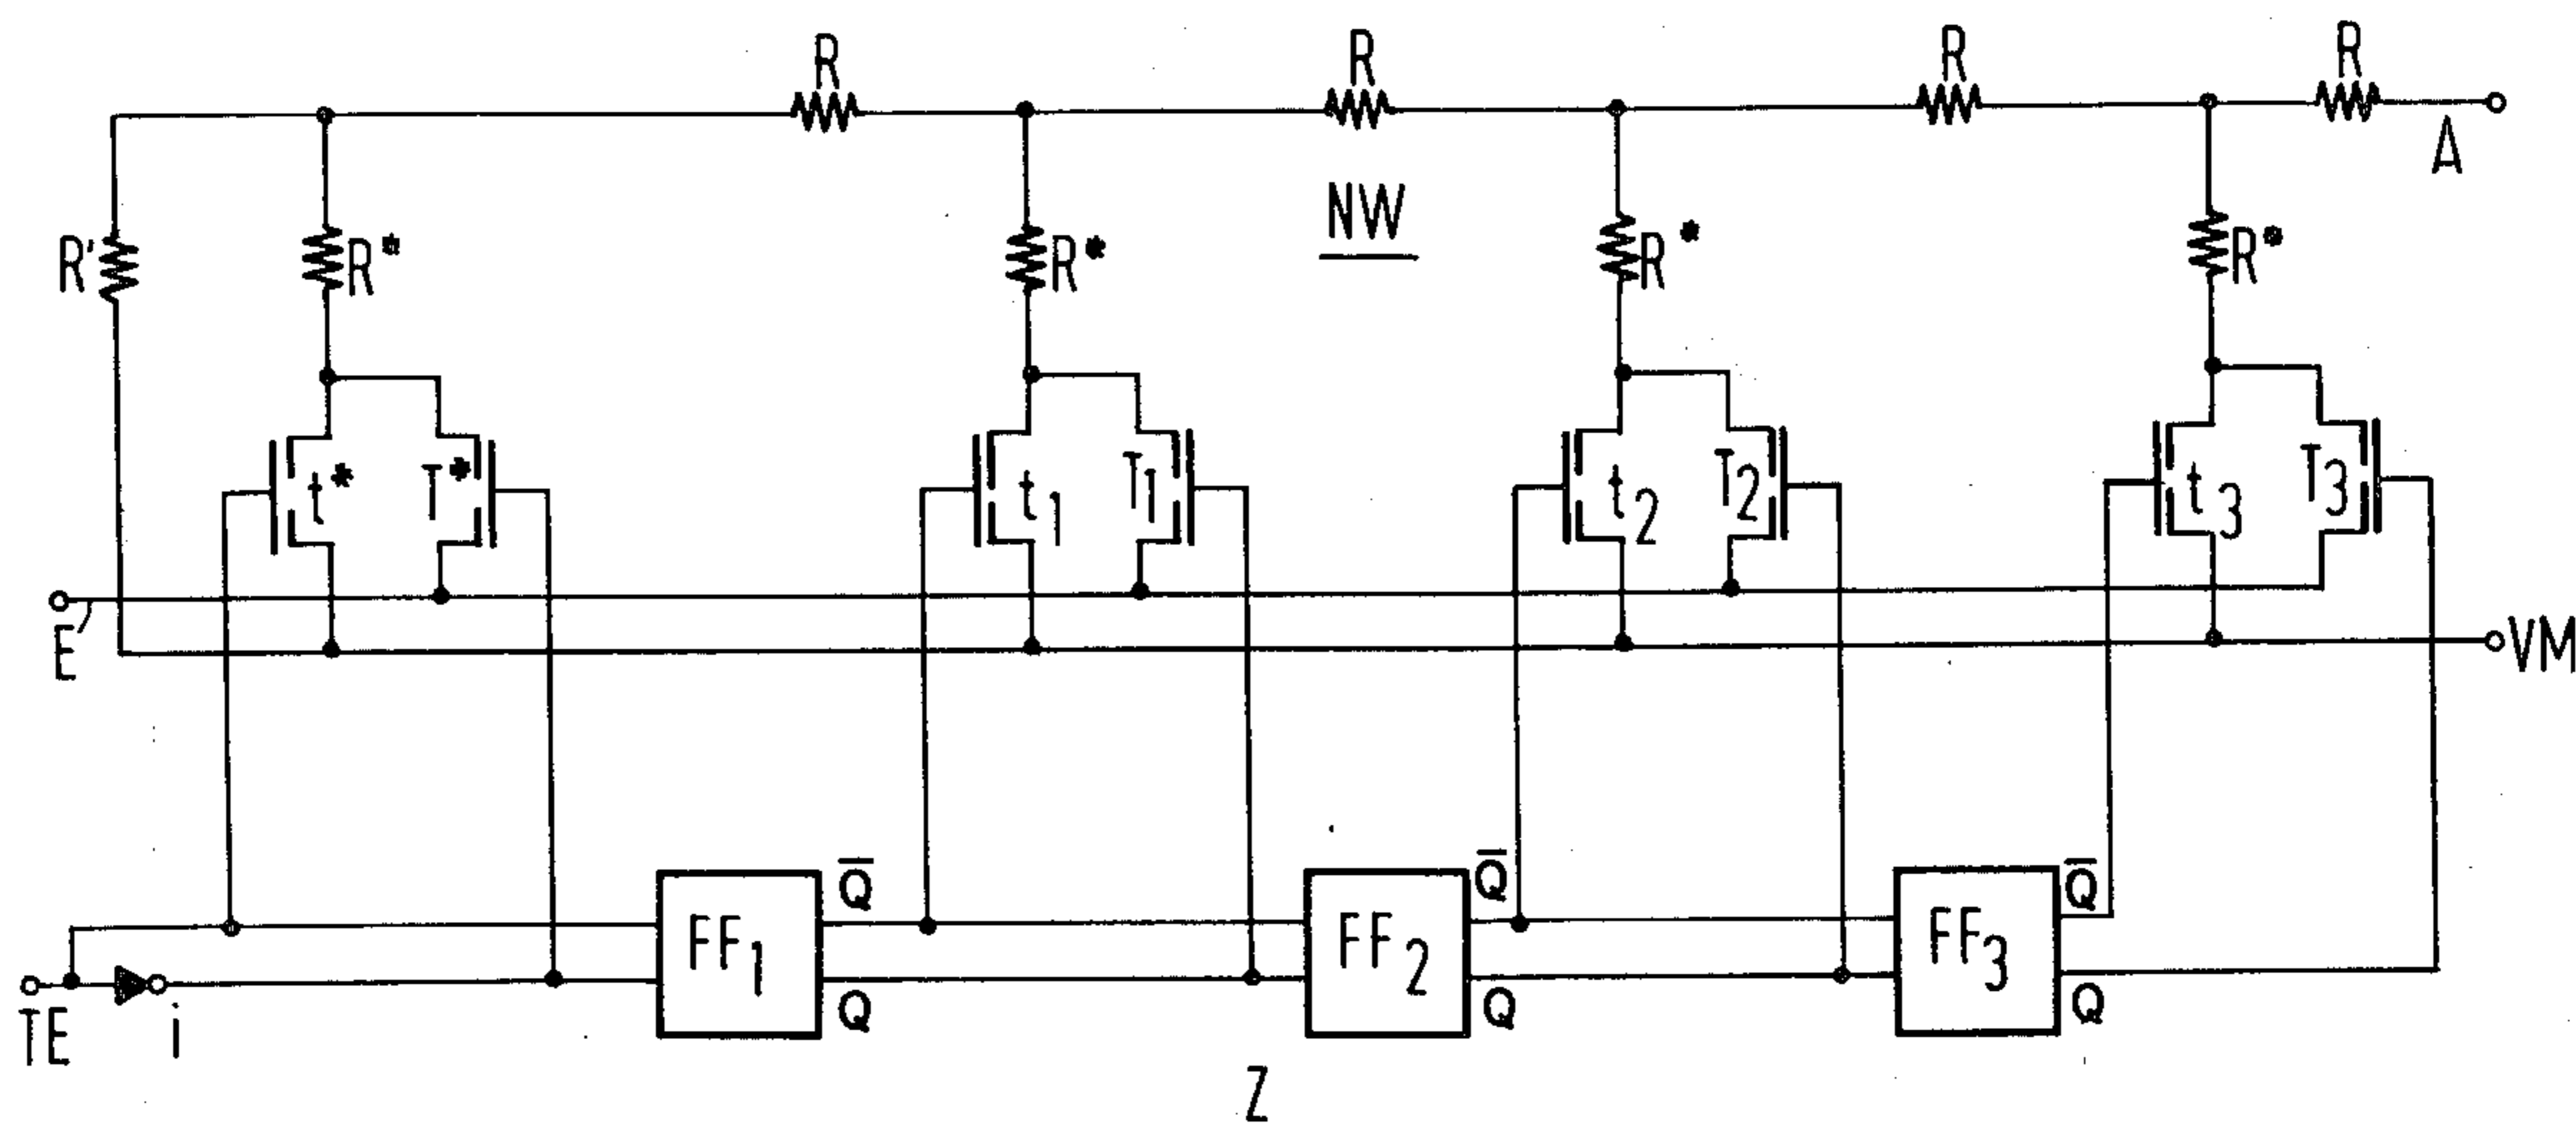 R R R R
A
NW
R' R* R* R* R*
t* T* t1 T1 t2 T2 t3 T3
E
VM
Q̅ Q̅ Q̅
FF1 FF2 FF3
Q Q Q
TE i
Z